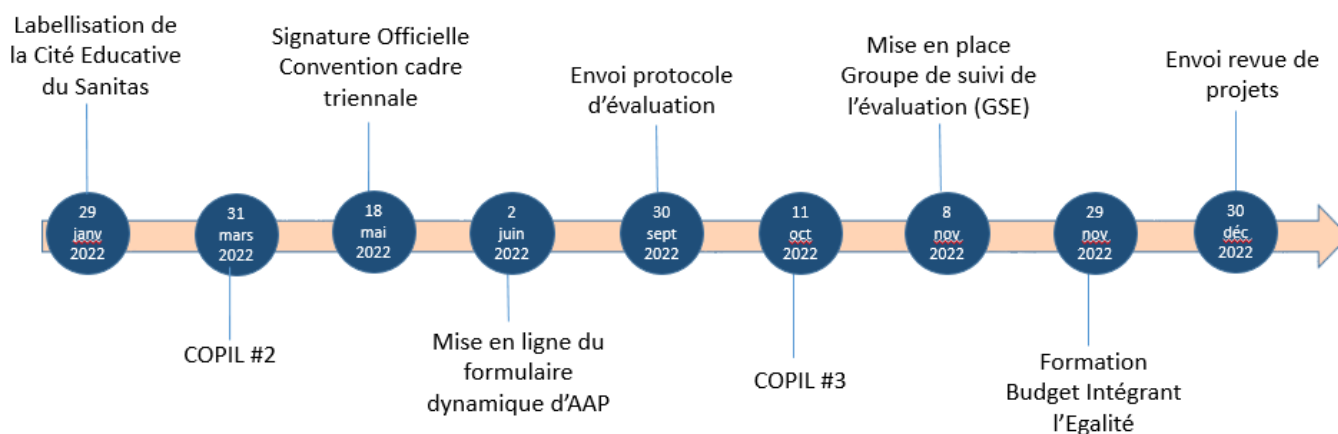 Labellisation de
la Cité Educative
du Sanitas
Signature Officielle
Convention cadre
triennale
Envoi protocole
d'évaluation
Mise en place
Groupe de suivi de
l'évaluation (GSE)
Envoi revue de
projets
29
janv
2022
31
mars
2022
18
mai
2022
2
juin
2022
30
sept
2022
11
oct
2022
8
nov
2022
29
nov
2022
30
déc
2022
COPIL #2
Mise en ligne du
formulaire
dynamique d'AAP
COPIL #3
Formation
Budget Intégrant
l'Egalité